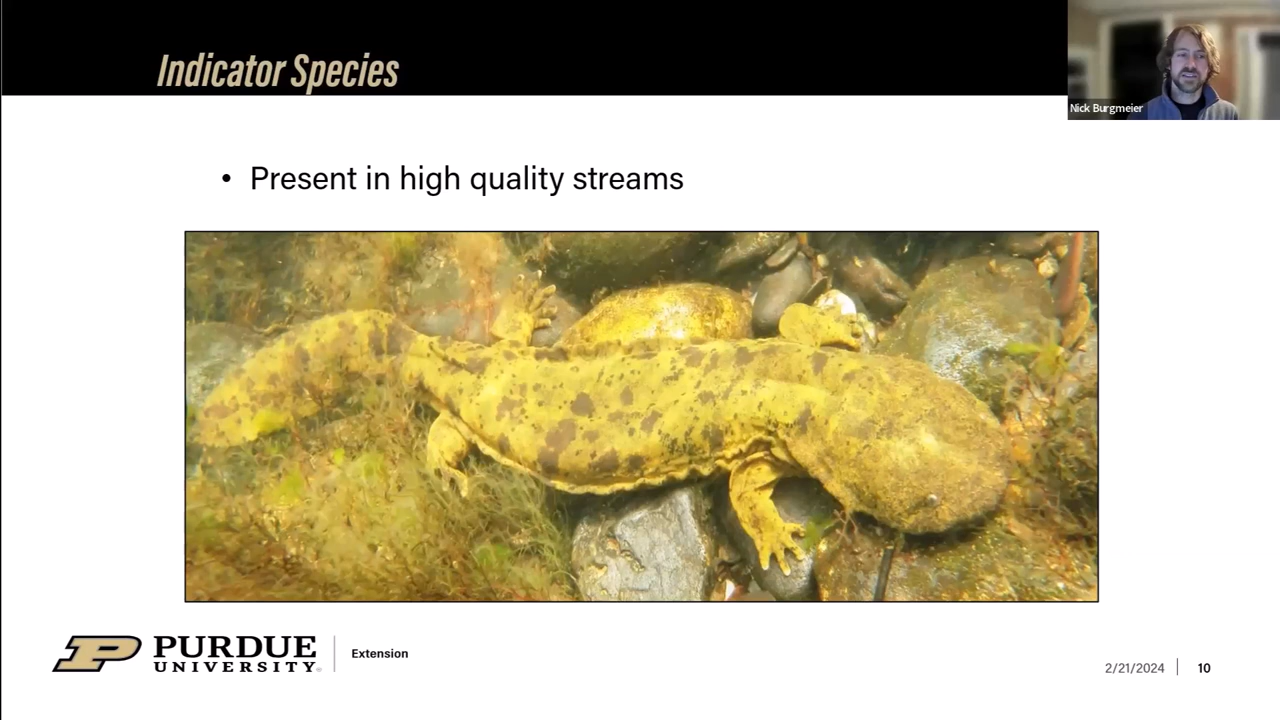 Indicator Species
Nick Burgmeier
• Present in high quality streams
PURDUE
UNIVERSITY
Extension
2/21/2024
10